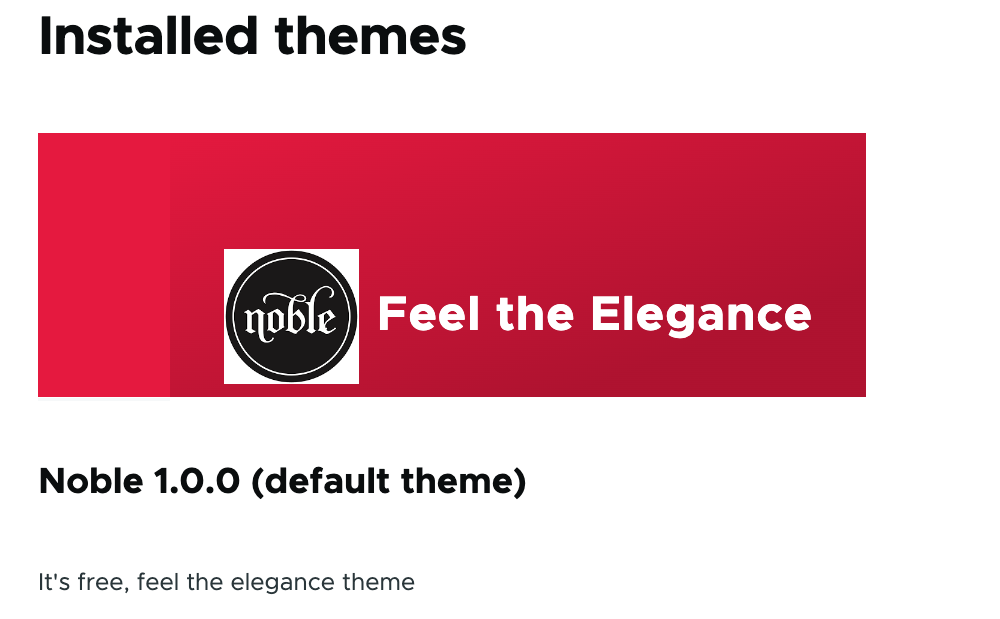 Installed themes
noble
Feel the Elegance
Noble 1.0.0 (default theme)
It's free, feel the elegance theme